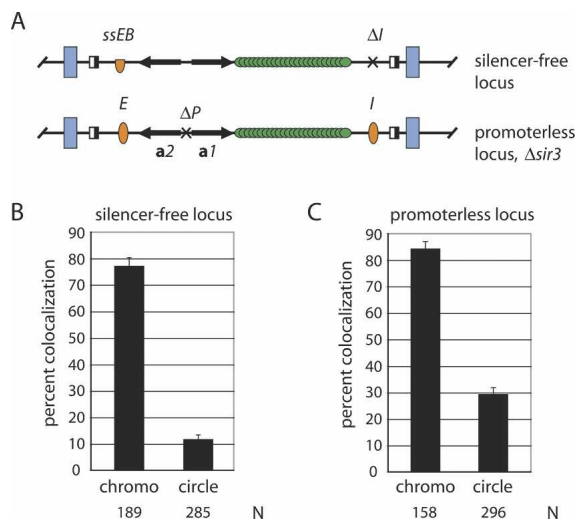 A
ssEB
ΔI
silencer-free locus
E
ΔP
I
a2
a1
promoterless locus, Δsir3
B
silencer-free locus
percent colocalization
90
80
70
60
50
40
30
20
10
0
chromo circle
189 285 N
C
promoterless locus
percent colocalization
90
80
70
60
50
40
30
20
10
0
chromo circle
158 296 N